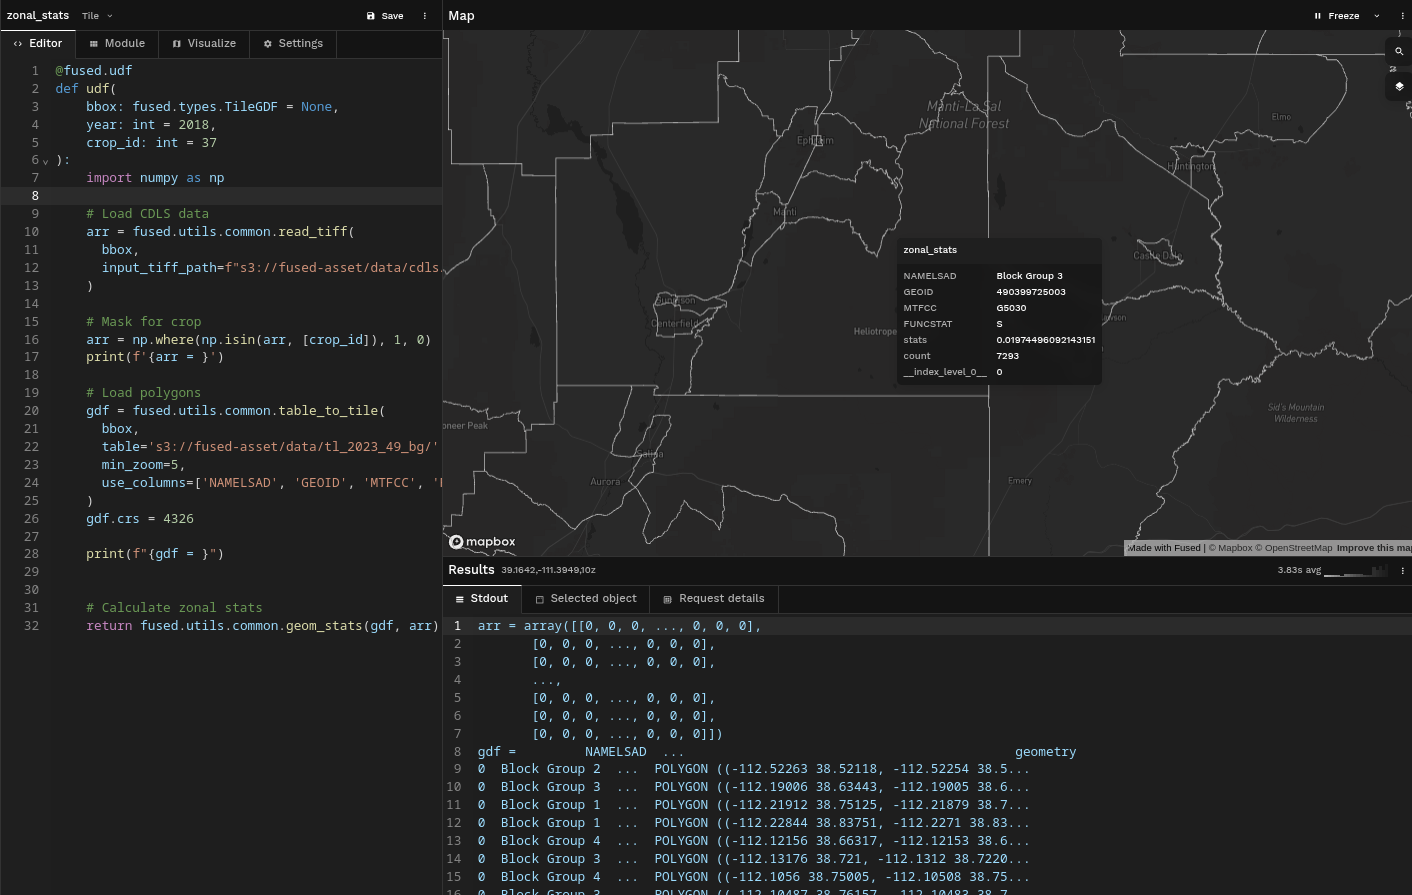 zonal_stats Tile Save
Editor Module Visualize Settings
1 @fused.udf
2 def udf(
3 bbox: fused.types.TileGDF = None,
4 year: int = 2018,
5 crop_id: int = 37
6 ):
7 import numpy as np
8
9 # Load CDLS data
10 arr = fused.utils.common.read_tiff(
11 bbox,
12 input_tiff_path=f"s3://fused-asset/data/cdls
13 )
14
15 # Mask for crop
16 arr = np.where(np.isin(arr, [crop_id]), 1, 0)
17 print(f'{arr = }')
18
19 # Load polygons
20 gdf = fused.utils.common.table_to_tile(
21 bbox,
22 table='s3://fused-asset/data/tl_2023_49_bg/'
23 min_zoom=5,
24 use_columns=['NAMELSAD', 'GEOID', 'MTFCC', '
25 )
26 gdf.crs = 4326
27
28 print(f"{gdf = }")
29
30
31 # Calculate zonal stats
32 return fused.utils.common.geom_stats(gdf, arr)
Map Freeze
Manti-La Sal
National Forest
Elmo
Ephraim
Huntington
Manti
Castle Dale
Gunnison
Centerfield
Heliotrope
awson
zonal_stats
NAMELSAD Block Group 3
GEOID 490399725003
MTFCC G5030
FUNCSTAT S
stats 0.01974496092143151
count 7293
__index_level_0__ 0
Sid's Mountain
Wilderness
oneer Peak
Salina
Aurora
Emery
mapbox
Made with Fused | © Mapbox © OpenStreetMap Improve this map
Results 39.1642,-111.3949,10z 3.83s avg
Stdout Selected object Request details
1 arr = array([[0, 0, 0, ..., 0, 0, 0],
2 [0, 0, 0, ..., 0, 0, 0],
3 [0, 0, 0, ..., 0, 0, 0],
4 ...,
5 [0, 0, 0, ..., 0, 0, 0],
6 [0, 0, 0, ..., 0, 0, 0],
7 [0, 0, 0, ..., 0, 0, 0]])
8 gdf = NAMELSAD ... geometry
9 0 Block Group 2 ... POLYGON ((-112.52263 38.52118, -112.52254 38.5...
10 0 Block Group 3 ... POLYGON ((-112.19006 38.63443, -112.19005 38.6...
11 0 Block Group 1 ... POLYGON ((-112.21912 38.75125, -112.21879 38.7...
12 0 Block Group 1 ... POLYGON ((-112.22844 38.83751, -112.2271 38.83...
13 0 Block Group 4 ... POLYGON ((-112.12156 38.66317, -112.12153 38.6...
14 0 Block Group 3 ... POLYGON ((-112.13176 38.721, -112.1312 38.7220...
15 0 Block Group 4 ... POLYGON ((-112.1056 38.75005, -112.10508 38.75...
16 0 Block Group 3 ... POLYGON ((-112.10487 38.76157, -112.10483 38.7...